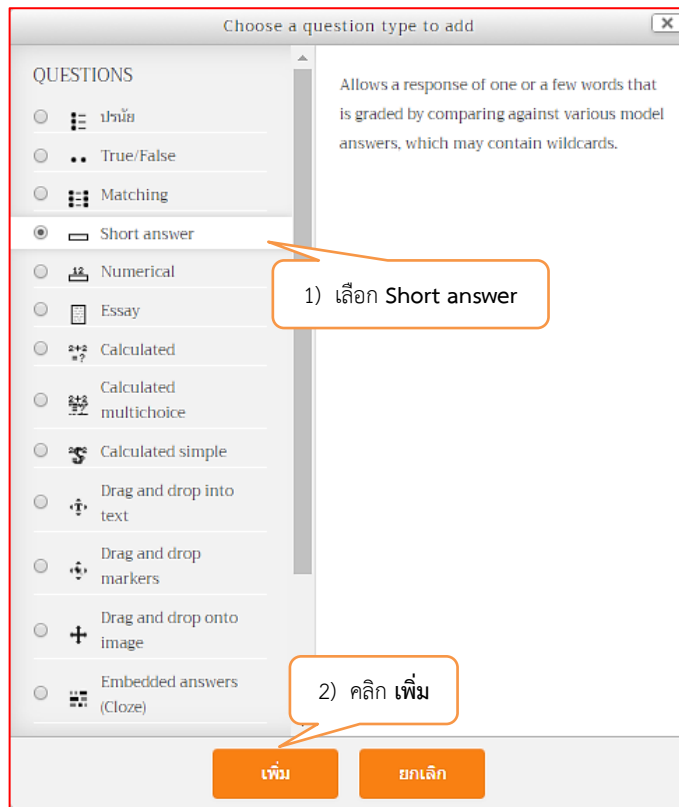 Choose a question type to add
QUESTIONS
ปรนัย
True/False
Matching
Short answer
Numerical
Essay
Calculated
Calculated
multichoice
Calculated simple
Drag and drop into
text
Drag and drop
markers
Drag and drop onto
image
Embedded answers
(Cloze)
Allows a response of one or a few words that
is graded by comparing against various model
answers, which may contain wildcards.
1) เลือก Short answer
2) คลิก เพิ่ม
เพิ่ม
ยกเลิก